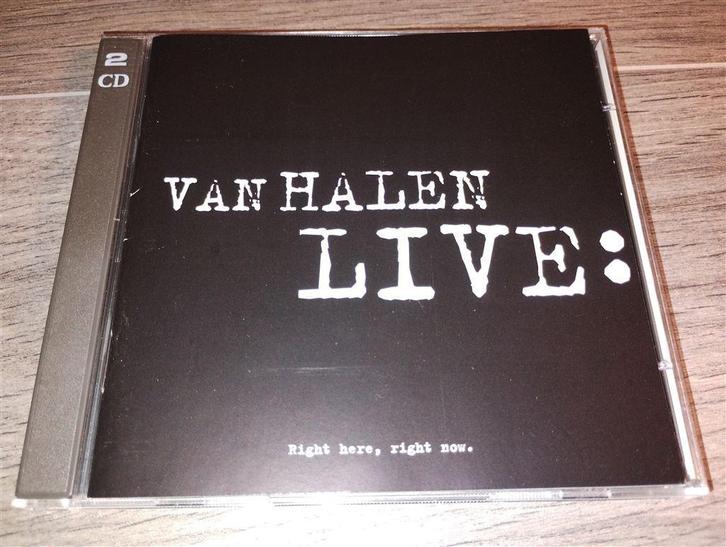 2
CD
VAN HALEN
LIVE:
Right here, right now.